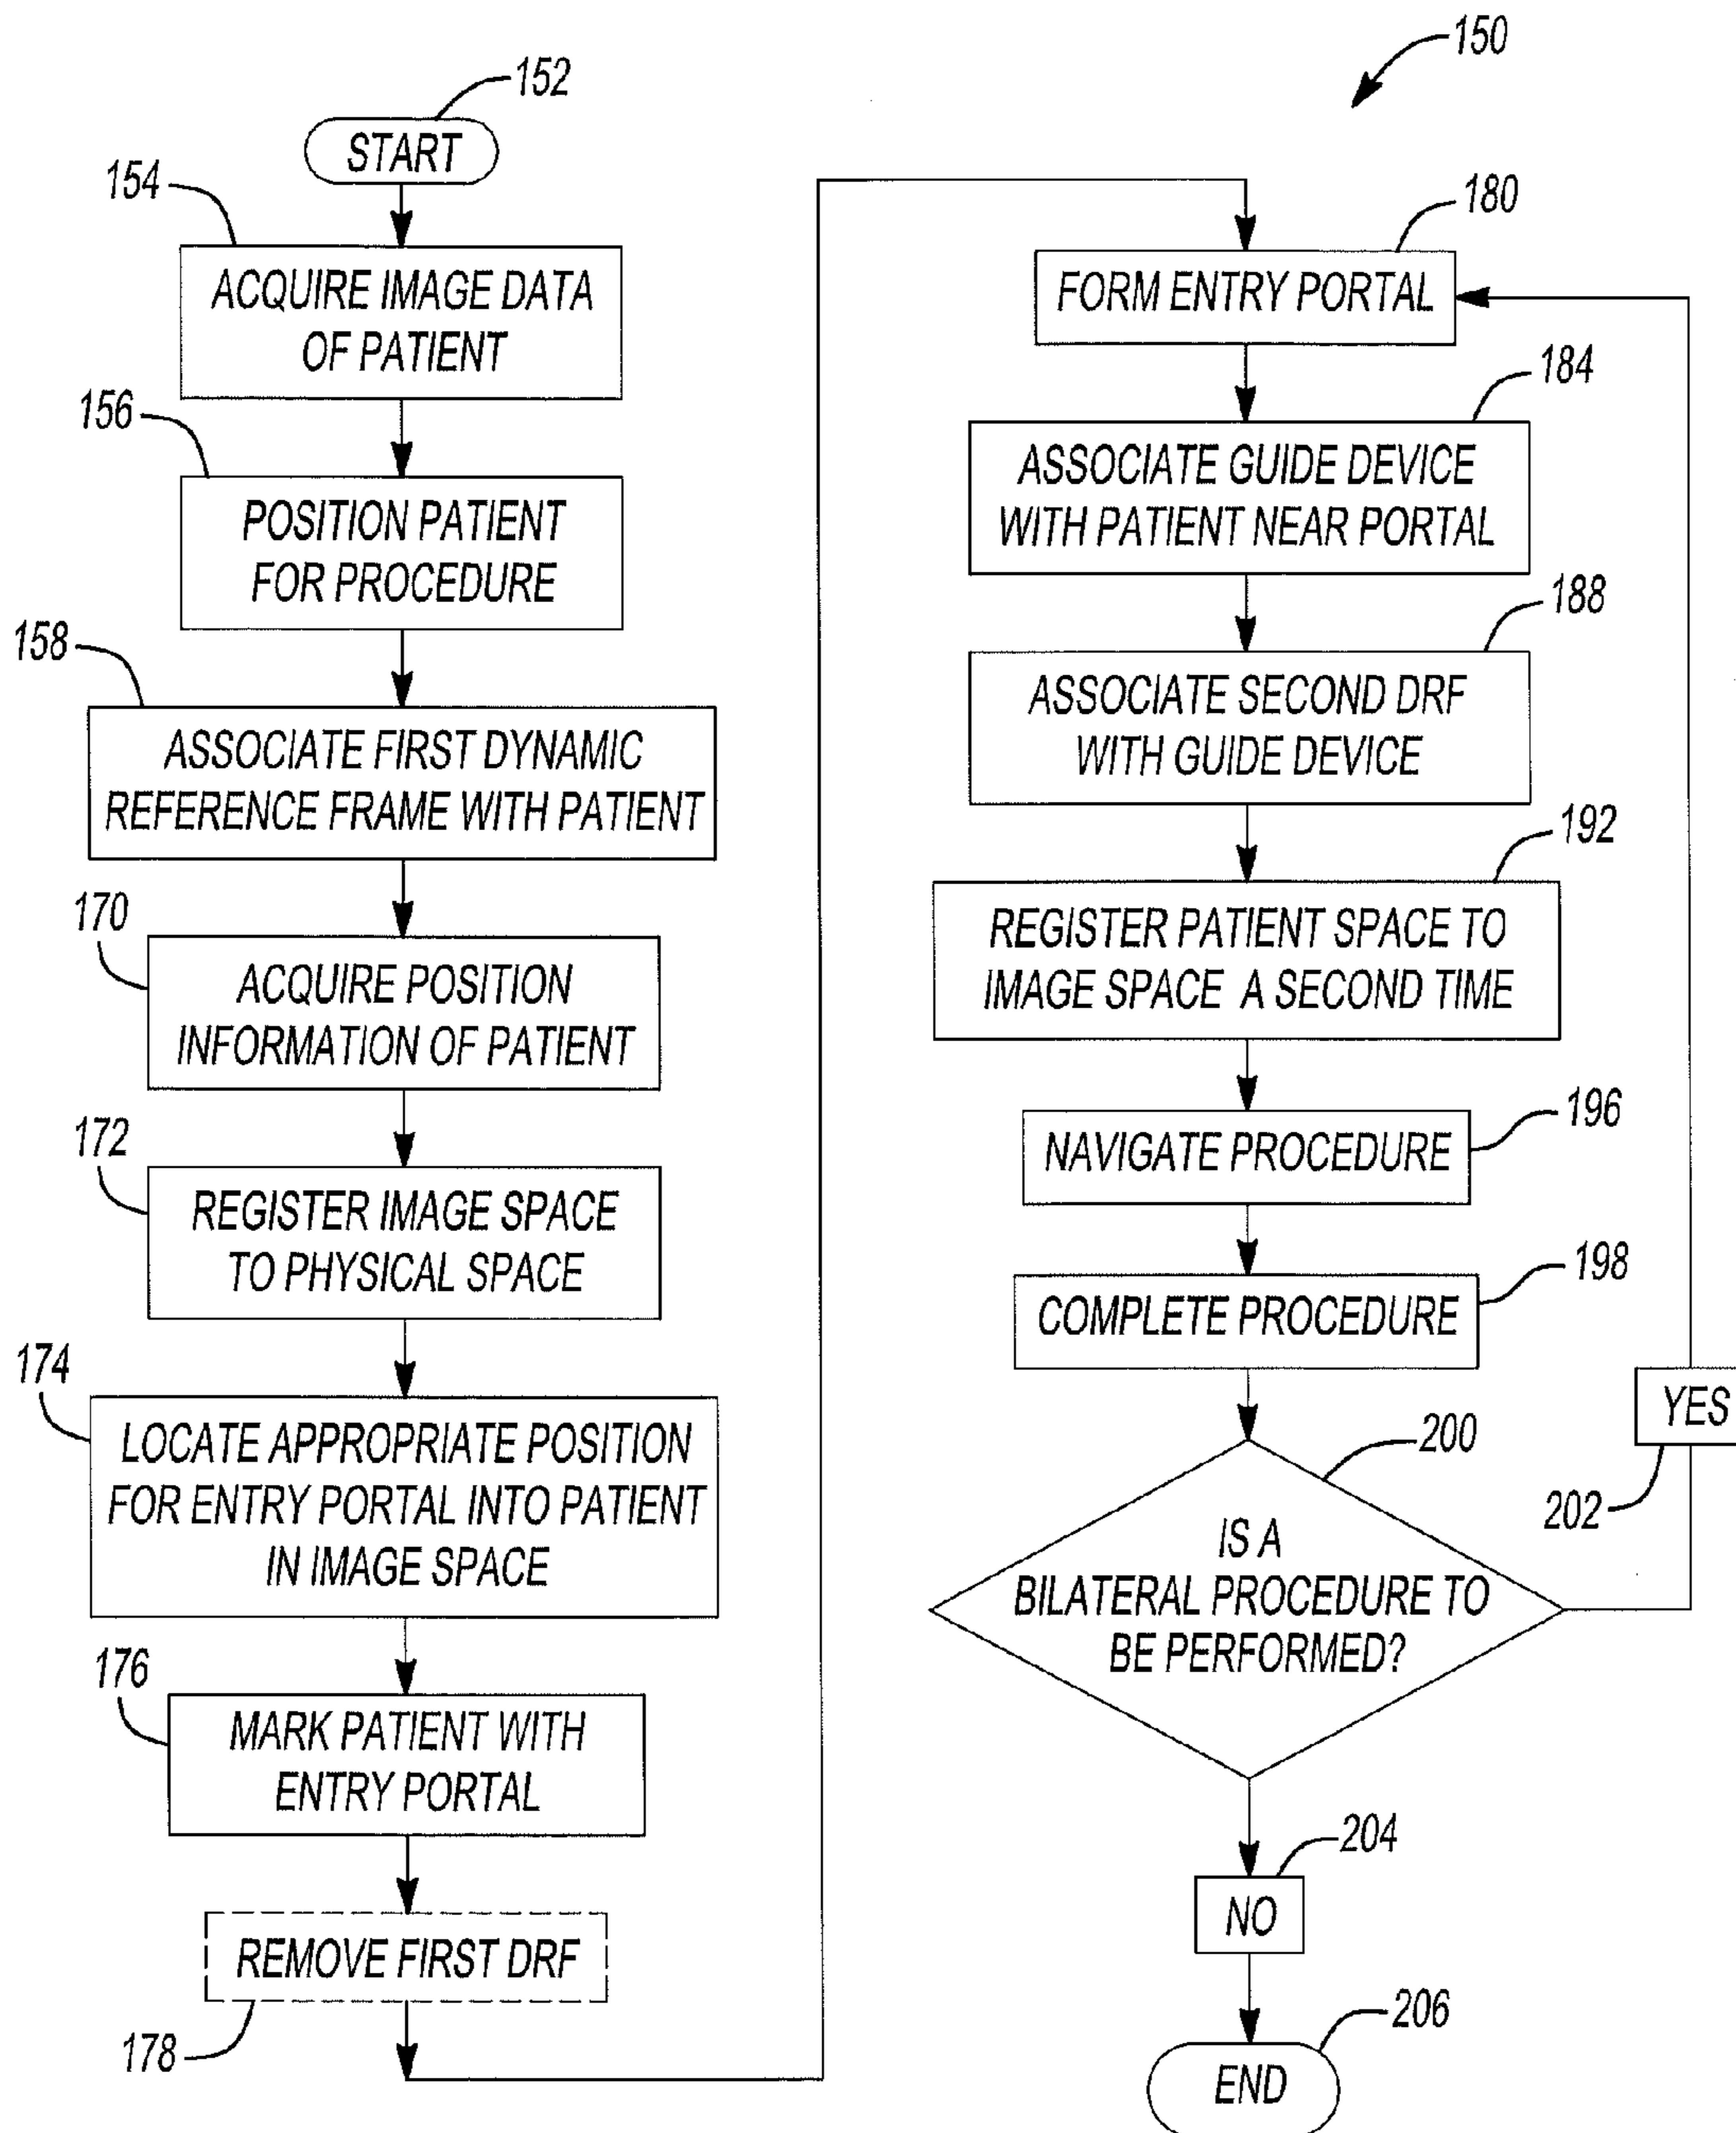 150
152
START
154
ACQUIRE IMAGE DATA
OF PATIENT
156
POSITION PATIENT
FOR PROCEDURE
158
ASSOCIATE FIRST DYNAMIC
REFERENCE FRAME WITH PATIENT
170
ACQUIRE POSITION
INFORMATION OF PATIENT
172
REGISTER IMAGE SPACE
TO PHYSICAL SPACE
174
LOCATE APPROPRIATE POSITION
FOR ENTRY PORTAL INTO PATIENT
IN IMAGE SPACE
176
MARK PATIENT WITH
ENTRY PORTAL
REMOVE FIRST DRF
178
180
FORM ENTRY PORTAL
184
ASSOCIATE GUIDE DEVICE
WITH PATIENT NEAR PORTAL
188
ASSOCIATE SECOND DRF
WITH GUIDE DEVICE
192
REGISTER PATIENT SPACE TO
IMAGE SPACE A SECOND TIME
196
NAVIGATE PROCEDURE
198
COMPLETE PROCEDURE
200
IS A
BILATERAL PROCEDURE TO
BE PERFORMED?
YES
202
204
NO
206
END